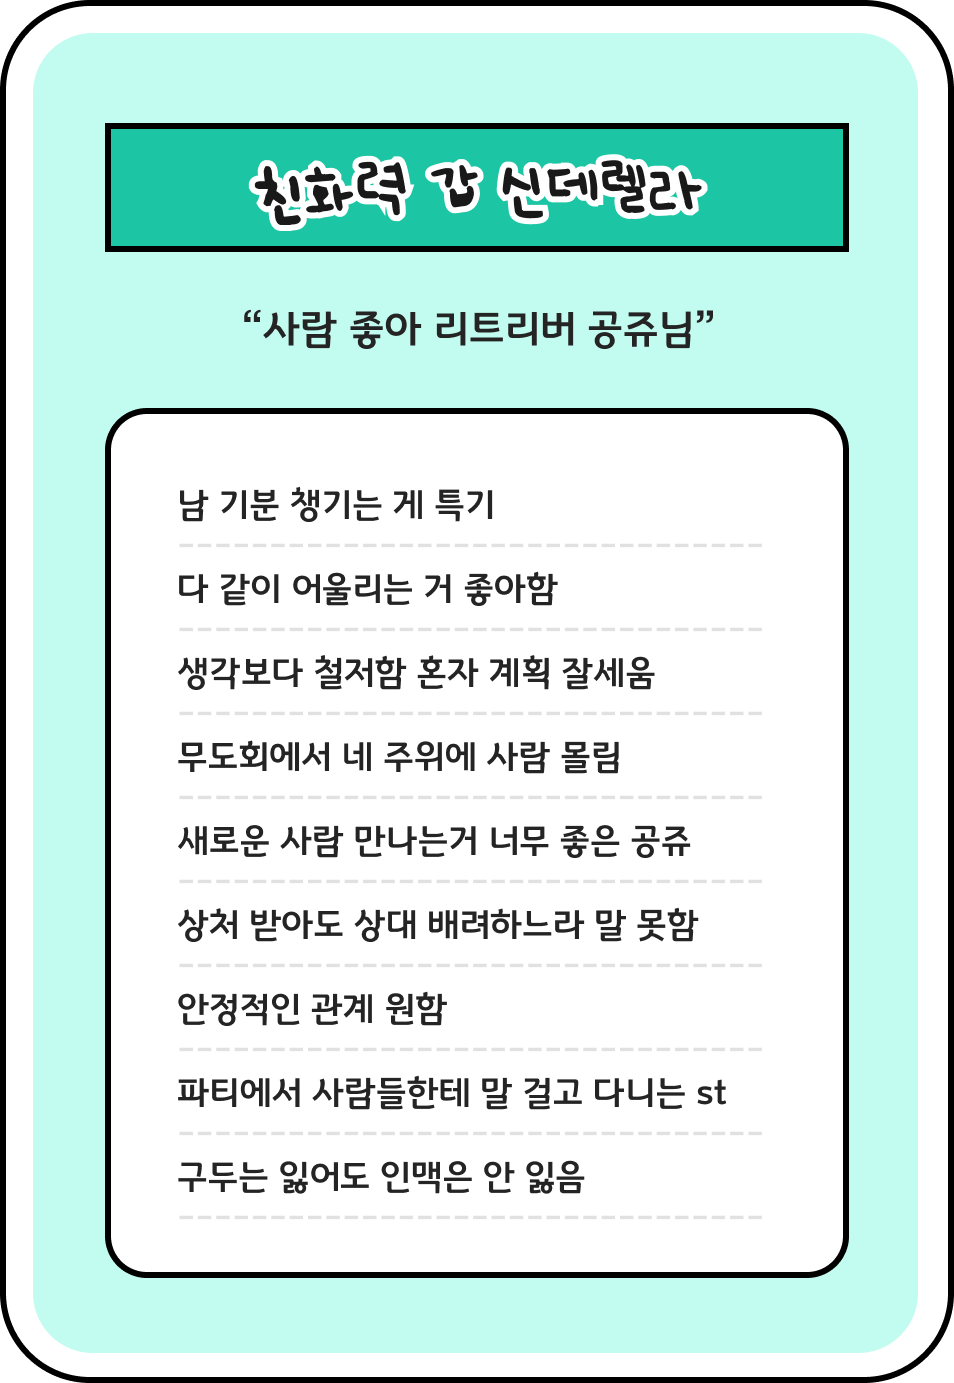 친화력 갑 신데렐라
“사람 좋아 리트리버 공쥬님”
남 기분 챙기는 게 특기
다 같이 어울리는 거 좋아함
생각보다 철저함 혼자 계획 잘세움
무도회에서 네 주위에 사람 몰림
새로운 사람 만나는거 너무 좋은 공쥬
상처 받아도 상대 배려하느라 말 못함
안정적인 관계 원함
파티에서 사람들한테 말 걸고 다니는 st
구두는 잃어도 인맥은 안 잃음